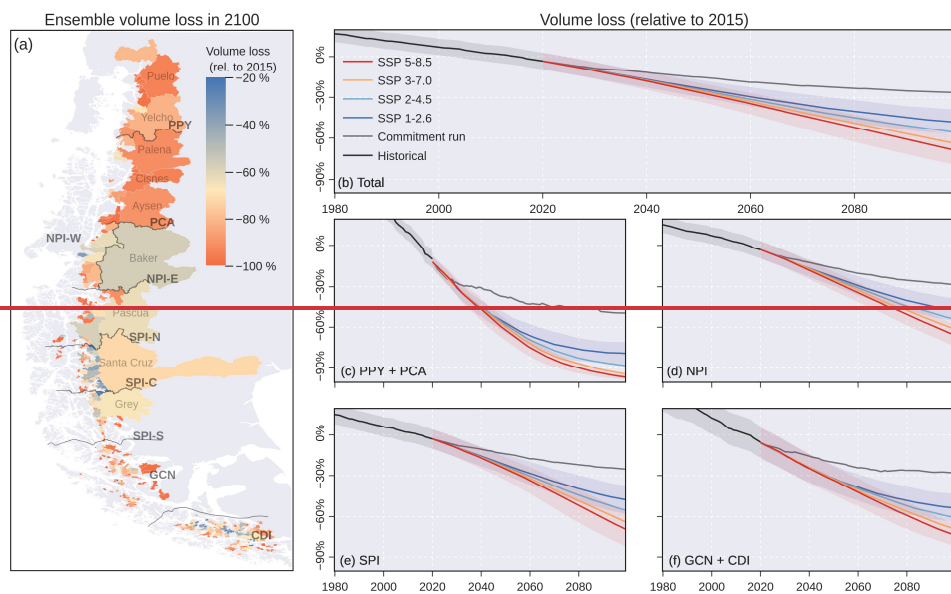 Ensemble volume loss in 2100
(a)
Volume loss
(rel. to 2015)
−20 %
−40 %
−60 %
−80 %
−100 %
Puelo
Yelcho
PPY
Palena
Cisnes
Aysen
PCA
NPI-W
Baker
NPI-E
Pascua
SPI-N
Santa Cruz
SPI-C
Grey
SPI-S
GCN
CDI
Volume loss (relative to 2015)
0%
−30%
−60%
−90%
SSP 5-8.5
SSP 3-7.0
SSP 2-4.5
SSP 1-2.6
Commitment run
Historical
(b) Total
1980 2000 2020 2040 2060 2080
0%
−30%
−60%
−90%
(c) PPY + PCA
(d) NPI
0%
−30%
−60%
−90%
(e) SPI
1980 2000 2020 2040 2060 2080
(f) GCN + CDI
1980 2000 2020 2040 2060 2080